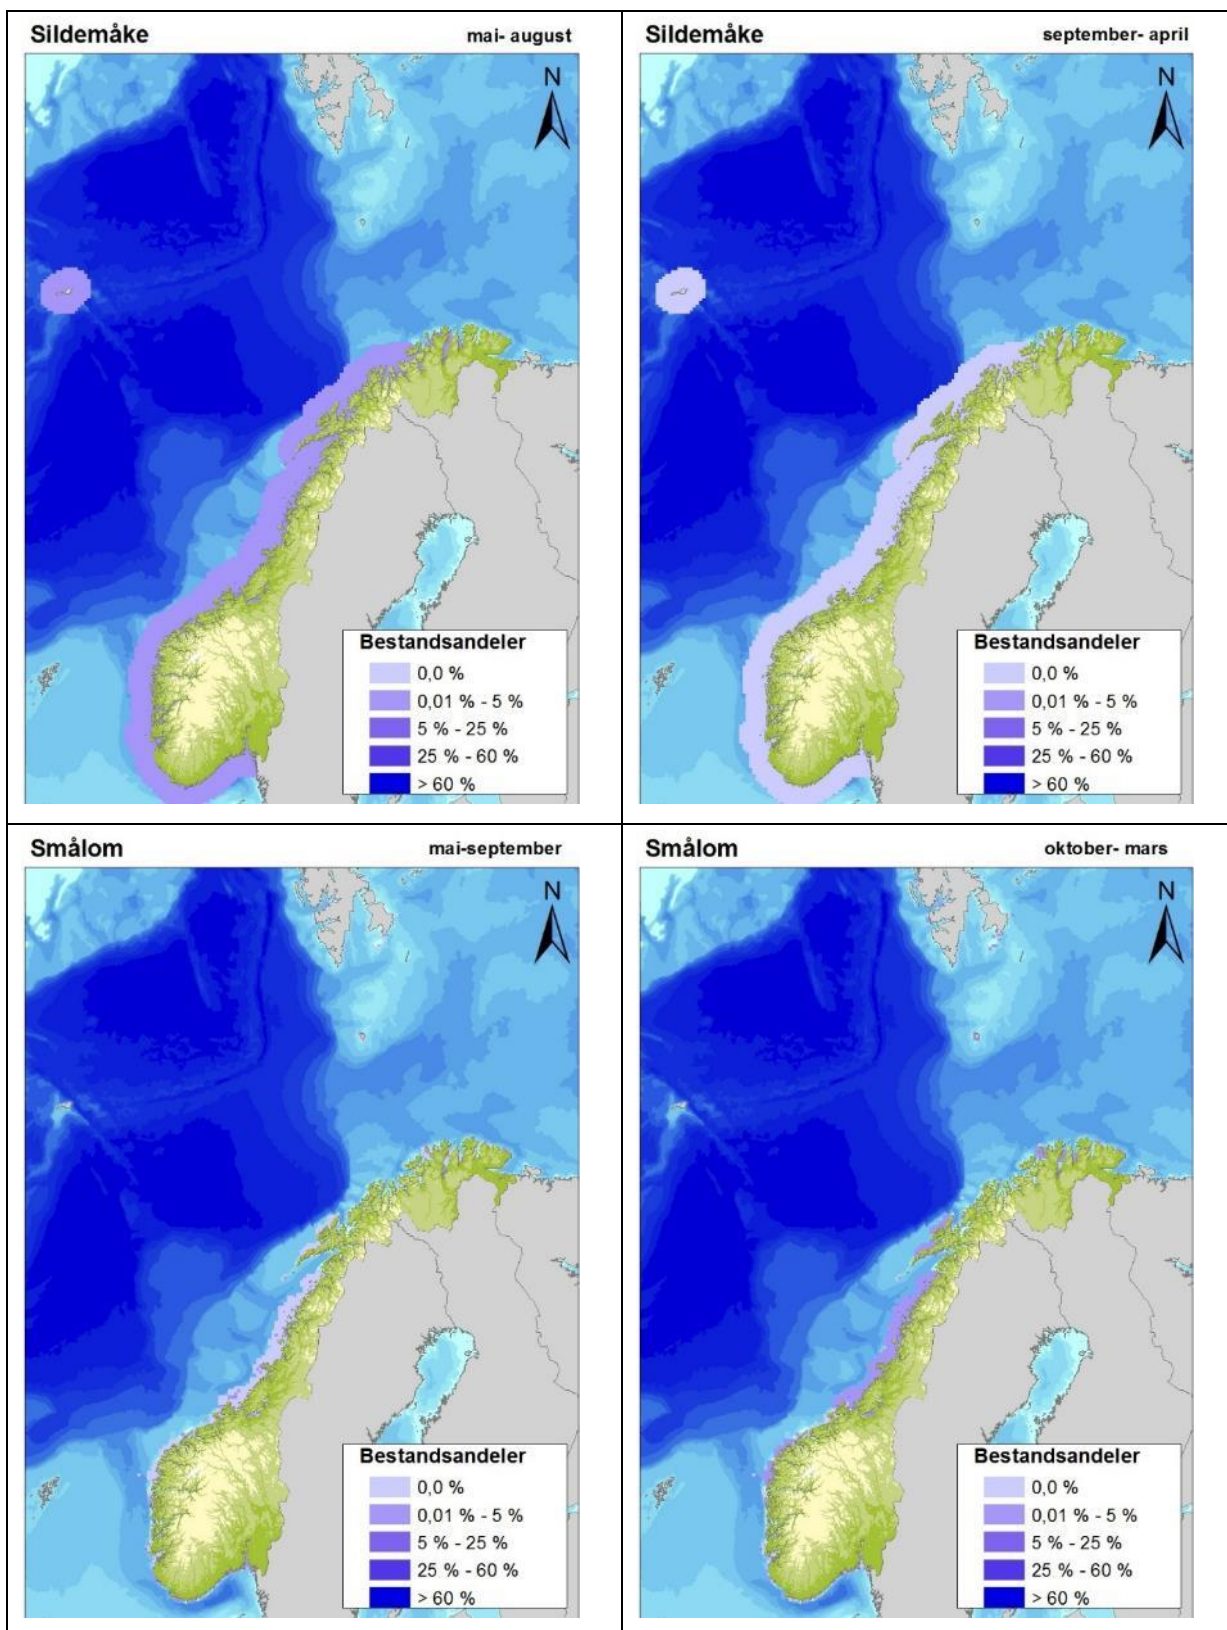 Sildemåke mai- august
N
Bestandsandeler
0,0 %
0,01 % - 5 %
5 % - 25 %
25 % - 60 %
> 60 %
Sildemåke september- april
N
Bestandsandeler
0,0 %
0,01 % - 5 %
5 % - 25 %
25 % - 60 %
> 60 %
Smålom mai-september
N
Bestandsandeler
0,0 %
0,01 % - 5 %
5 % - 25 %
25 % - 60 %
> 60 %
Smålom oktober- mars
N
Bestandsandeler
0,0 %
0,01 % - 5 %
5 % - 25 %
25 % - 60 %
> 60 %